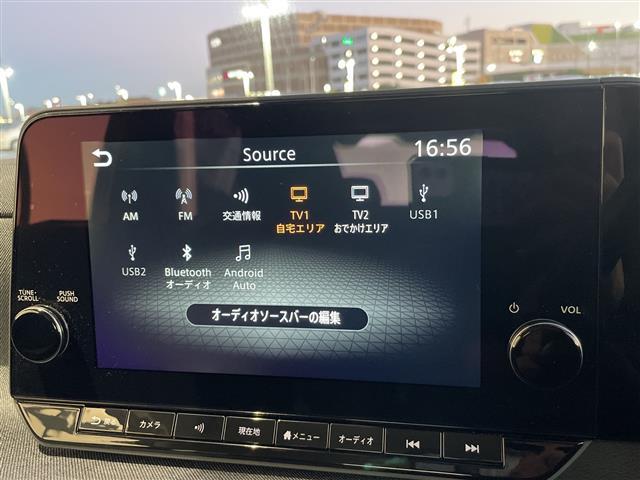 Source
16:56
AM
FM
交通情報
TV1
自宅エリア
TV2
おでかけエリア
USB1
USB2
Bluetooth
オーディオ
Android
Auto
オーディオソースバーの編集
TUNE·
SCROLL
PUSH
SOUND
VOL
カメラ
現在地
メニュー
オーディオ